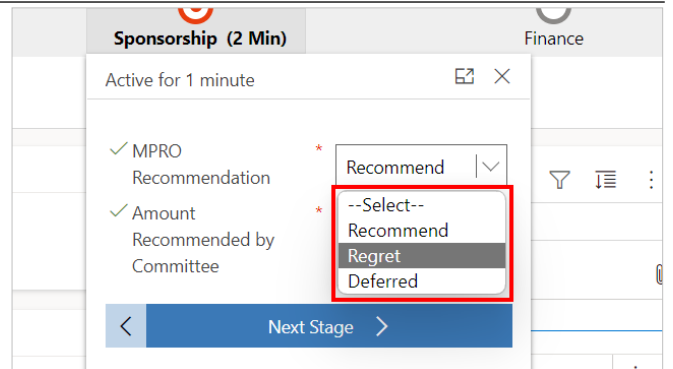 Sponsorship (2 Min)
Finance
Active for 1 minute
MPRO
Recommendation
*
Recommend
Amount
Recommended by
Committee
*
--Select--
Recommend
Regret
Deferred
Next Stage